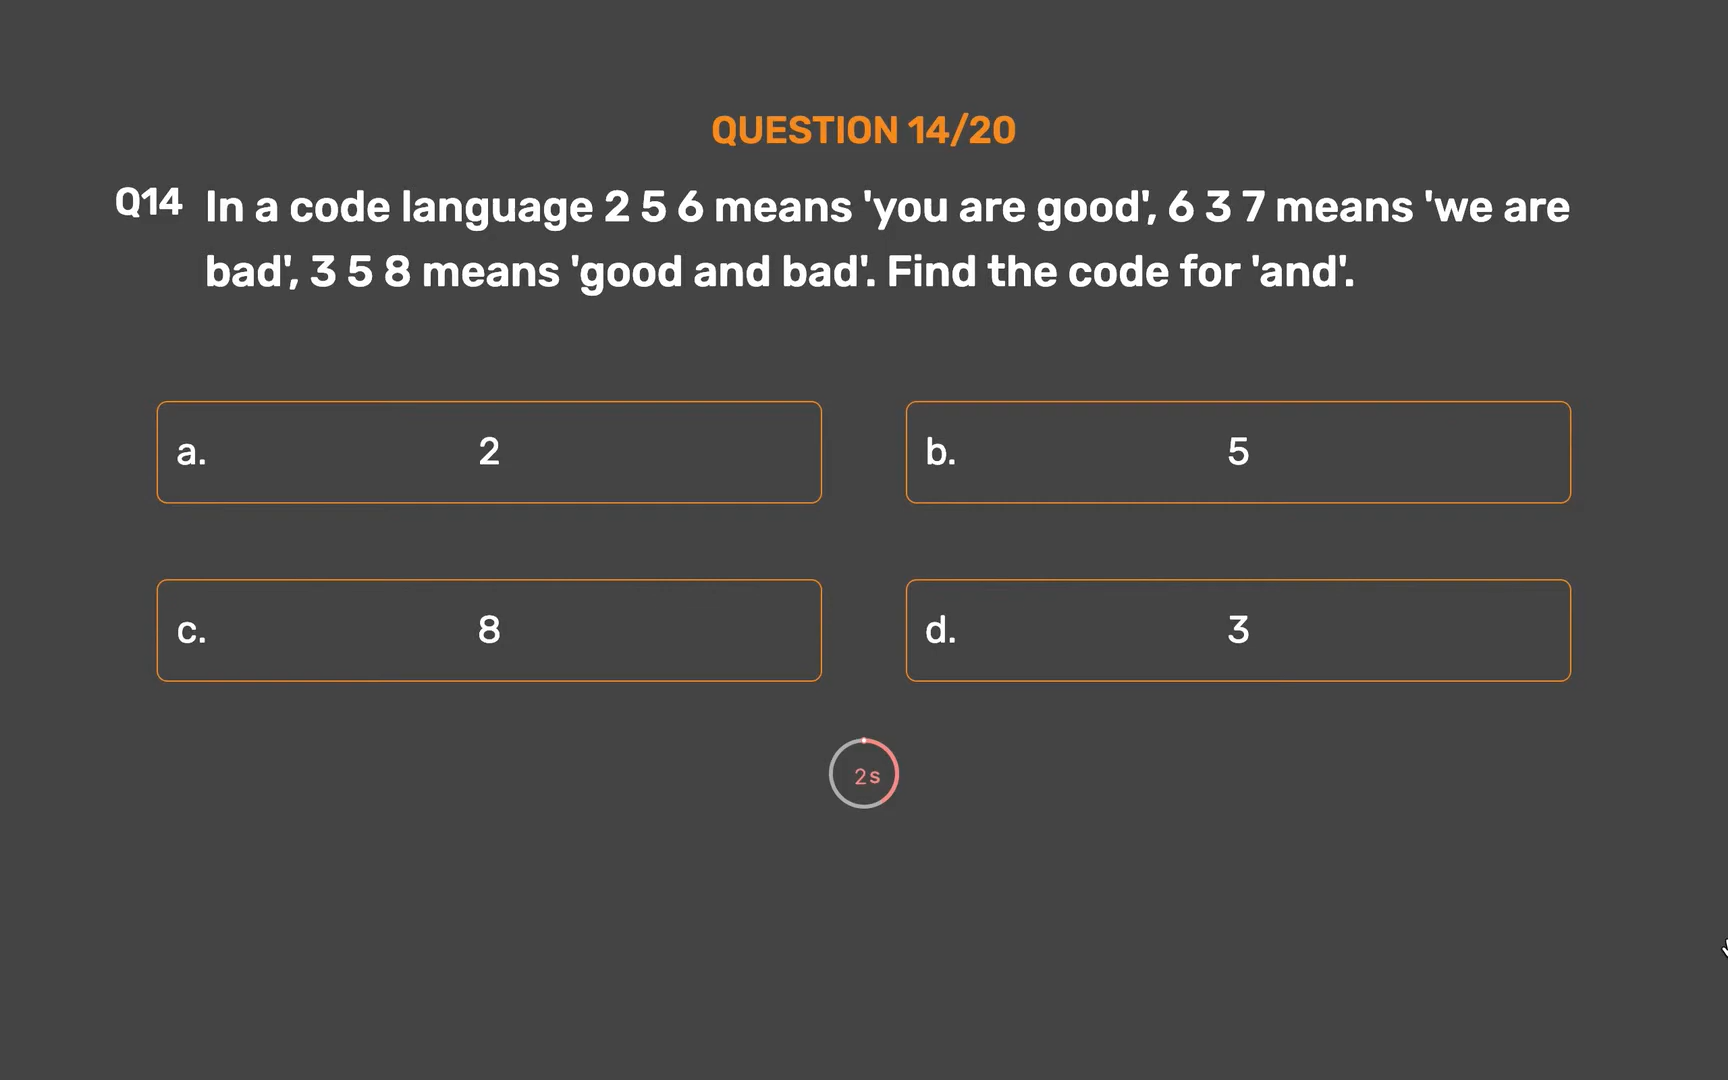 QUESTION 14/20
Q14 In a code language 2 5 6 means 'you are good', 6 3 7 means 'we are
bad', 3 5 8 means 'good and bad'. Find the code for 'and'.
a. 2
b. 5
c. 8
d. 3
2s